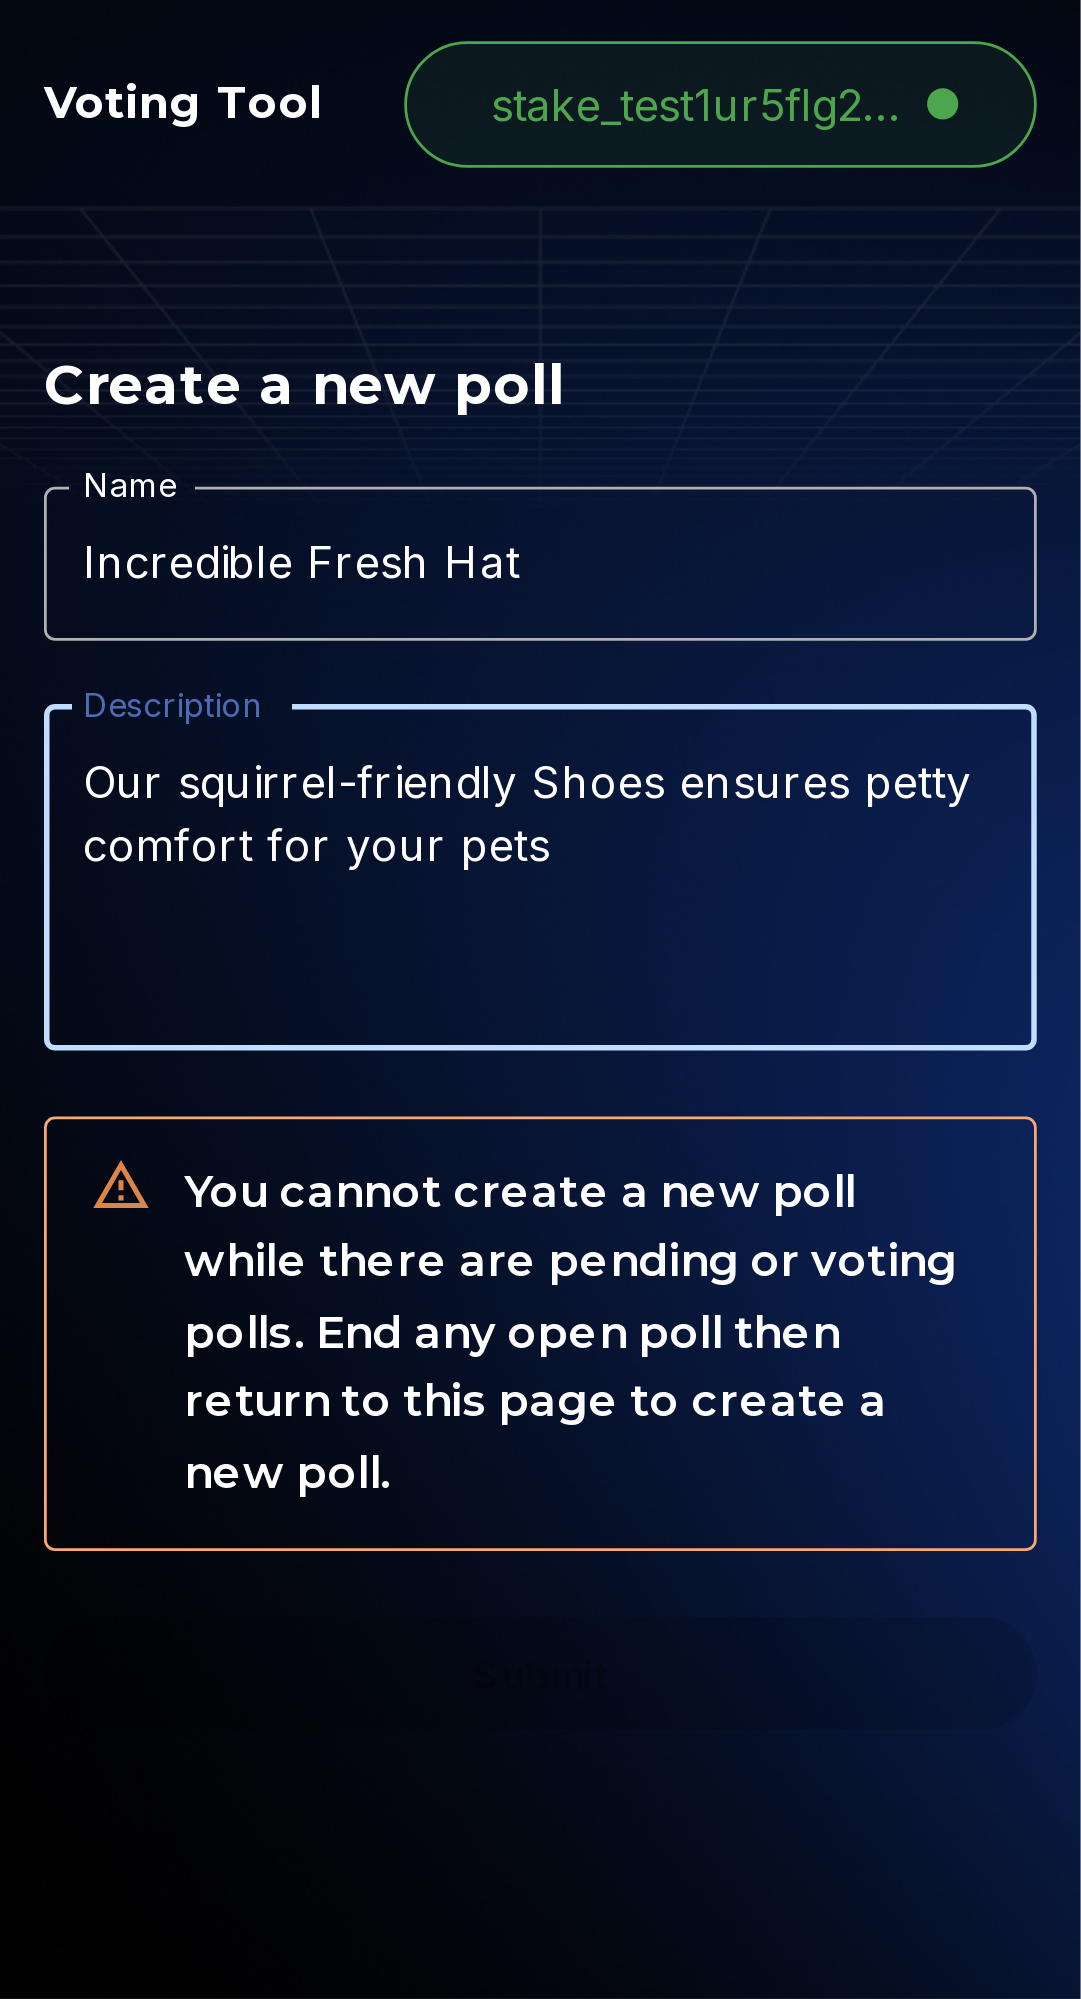 Voting Tool
stake_test1ur5flg2...
Create a new poll
Name
Incredible Fresh Hat
Description
Our squirrel-friendly Shoes ensures petty
comfort for your pets
You cannot create a new poll
while there are pending or voting
polls. End any open poll then
return to this page to create a
new poll.
Submit